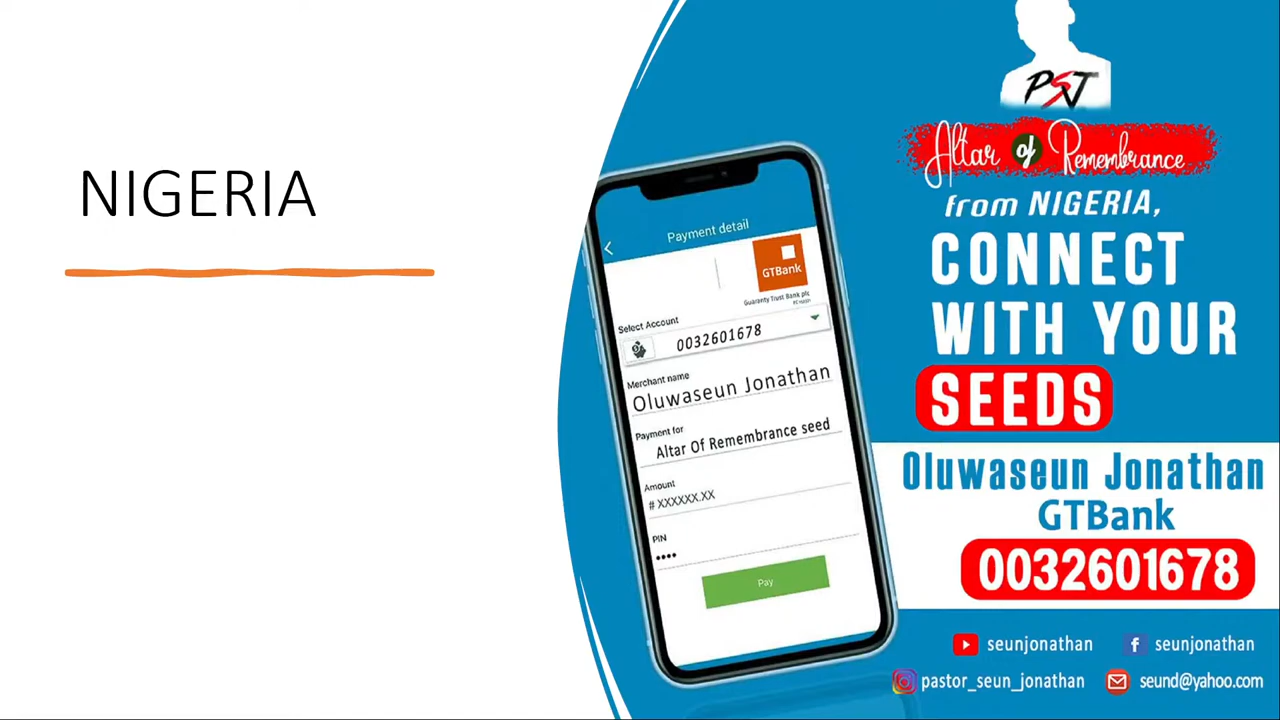 NIGERIA
PSJ
Altar of Remembrance
from NIGERIA,
CONNECT
WITH YOUR
SEEDS
Payment detail
GTBank
Guaranty Trust Bank plc
Select Account
0032601678
Merchant name
Oluwaseun Jonathan
Payment for
Altar Of Remembrance seed
Amount
# XXXXXX.XX
PIN
Pay
Oluwaseun Jonathan
GTBank
0032601678
seunjonathan
seunjonathan
pastor_seun_jonathan
seund@yahoo.com